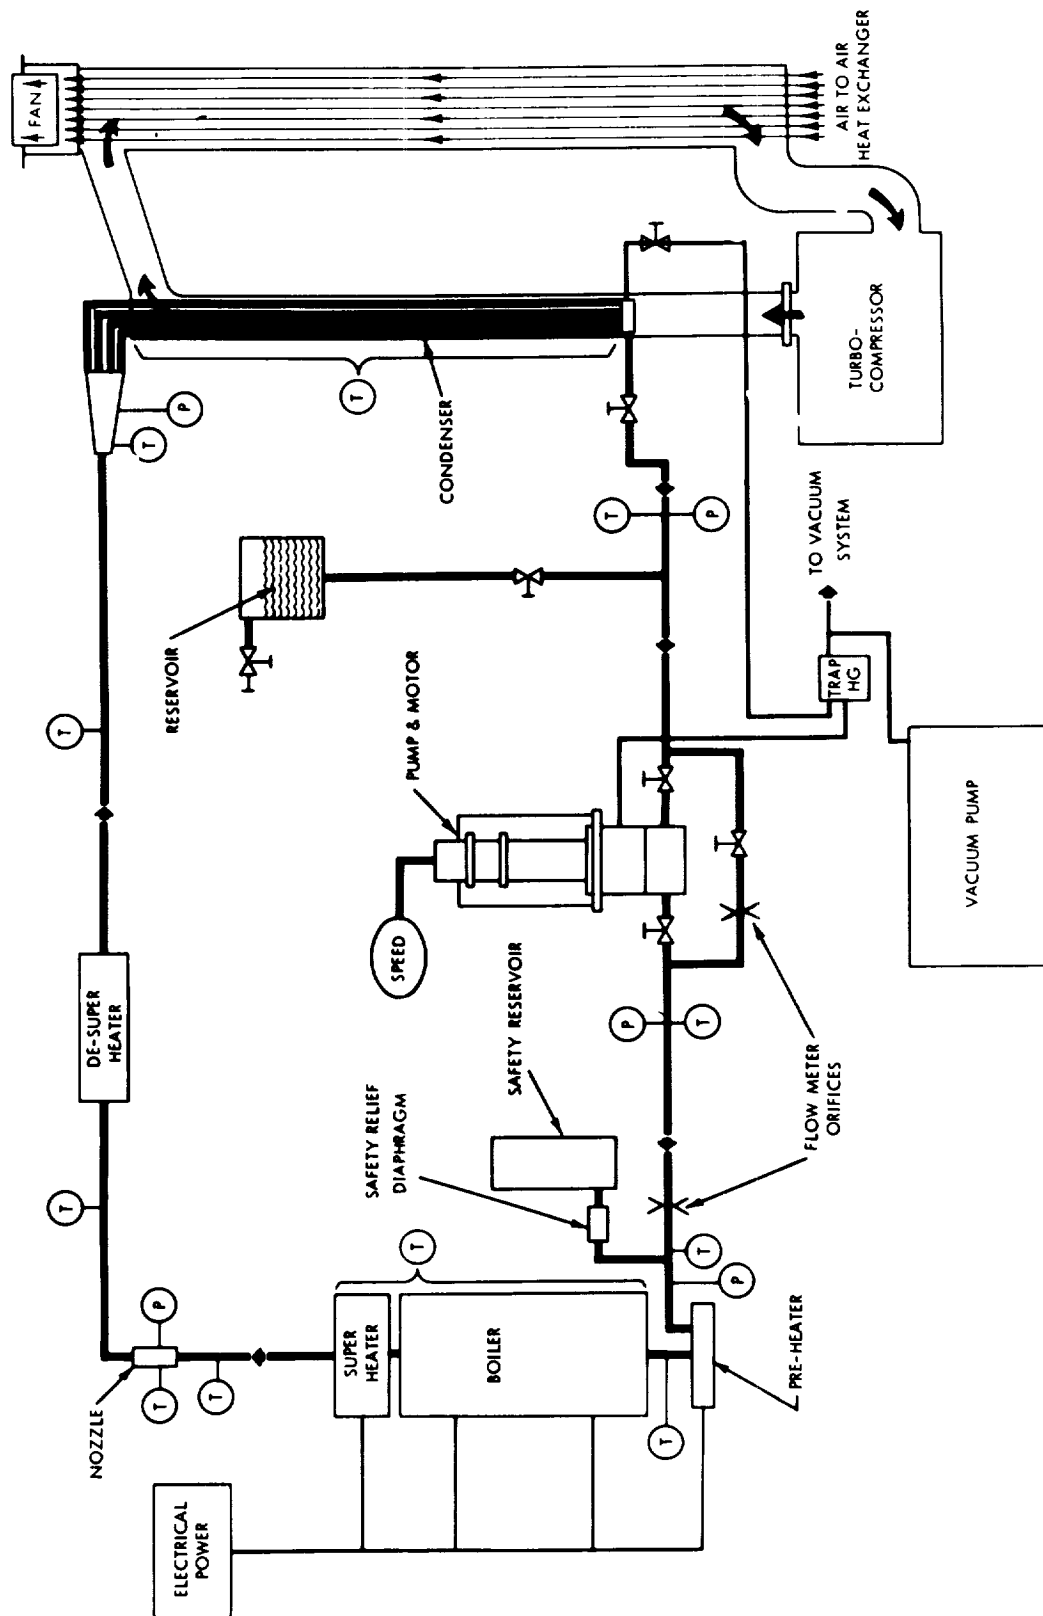 FAN
T
T
NOZZLE
DE-SUPER
HEATER
T
P
T
P
T
T
ELECTRICAL
POWER
RESERVOIR
SUPER
HEATER
T
T
SAFETY RELIEF
DIAPHRAGM
SPEED
PUMP & MOTOR
CONDENSER
BOILER
SAFETY RESERVOIR
T
P
P
T
T
T
P
PRE-HEATER
FLOW METER
ORIFICES
TRAP
HG
TO VACUUM
SYSTEM
TURBO-
COMPRESSOR
AIR TO AIR
HEAT EXCHANGER
VACUUM PUMP